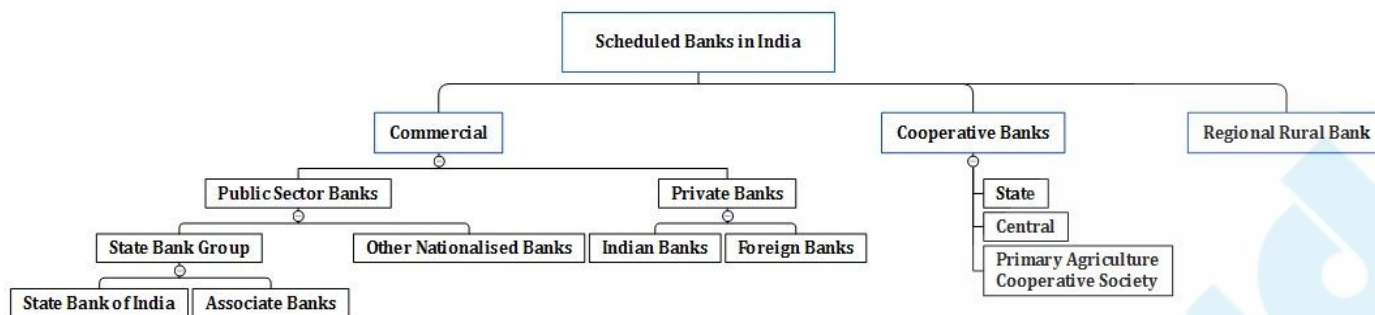 Scheduled Banks in India
Commercial
Cooperative Banks
Regional Rural Bank
Public Sector Banks
Private Banks
State
Central
Primary Agriculture
Cooperative Society
State Bank Group
Other Nationalised Banks
Indian Banks
Foreign Banks
State Bank of India
Associate Banks